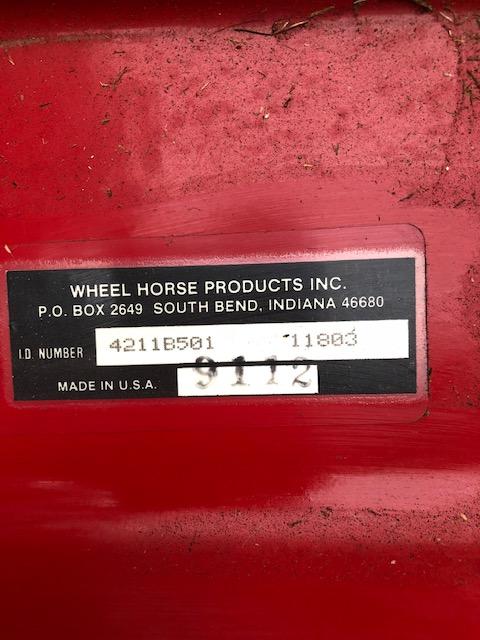 WHEEL HORSE PRODUCTS INC.
P.O. BOX 2649 SOUTH BEND, INDIANA 46680
I.D. NUMBER 4211B501 11803
MADE IN U.S.A. 9112